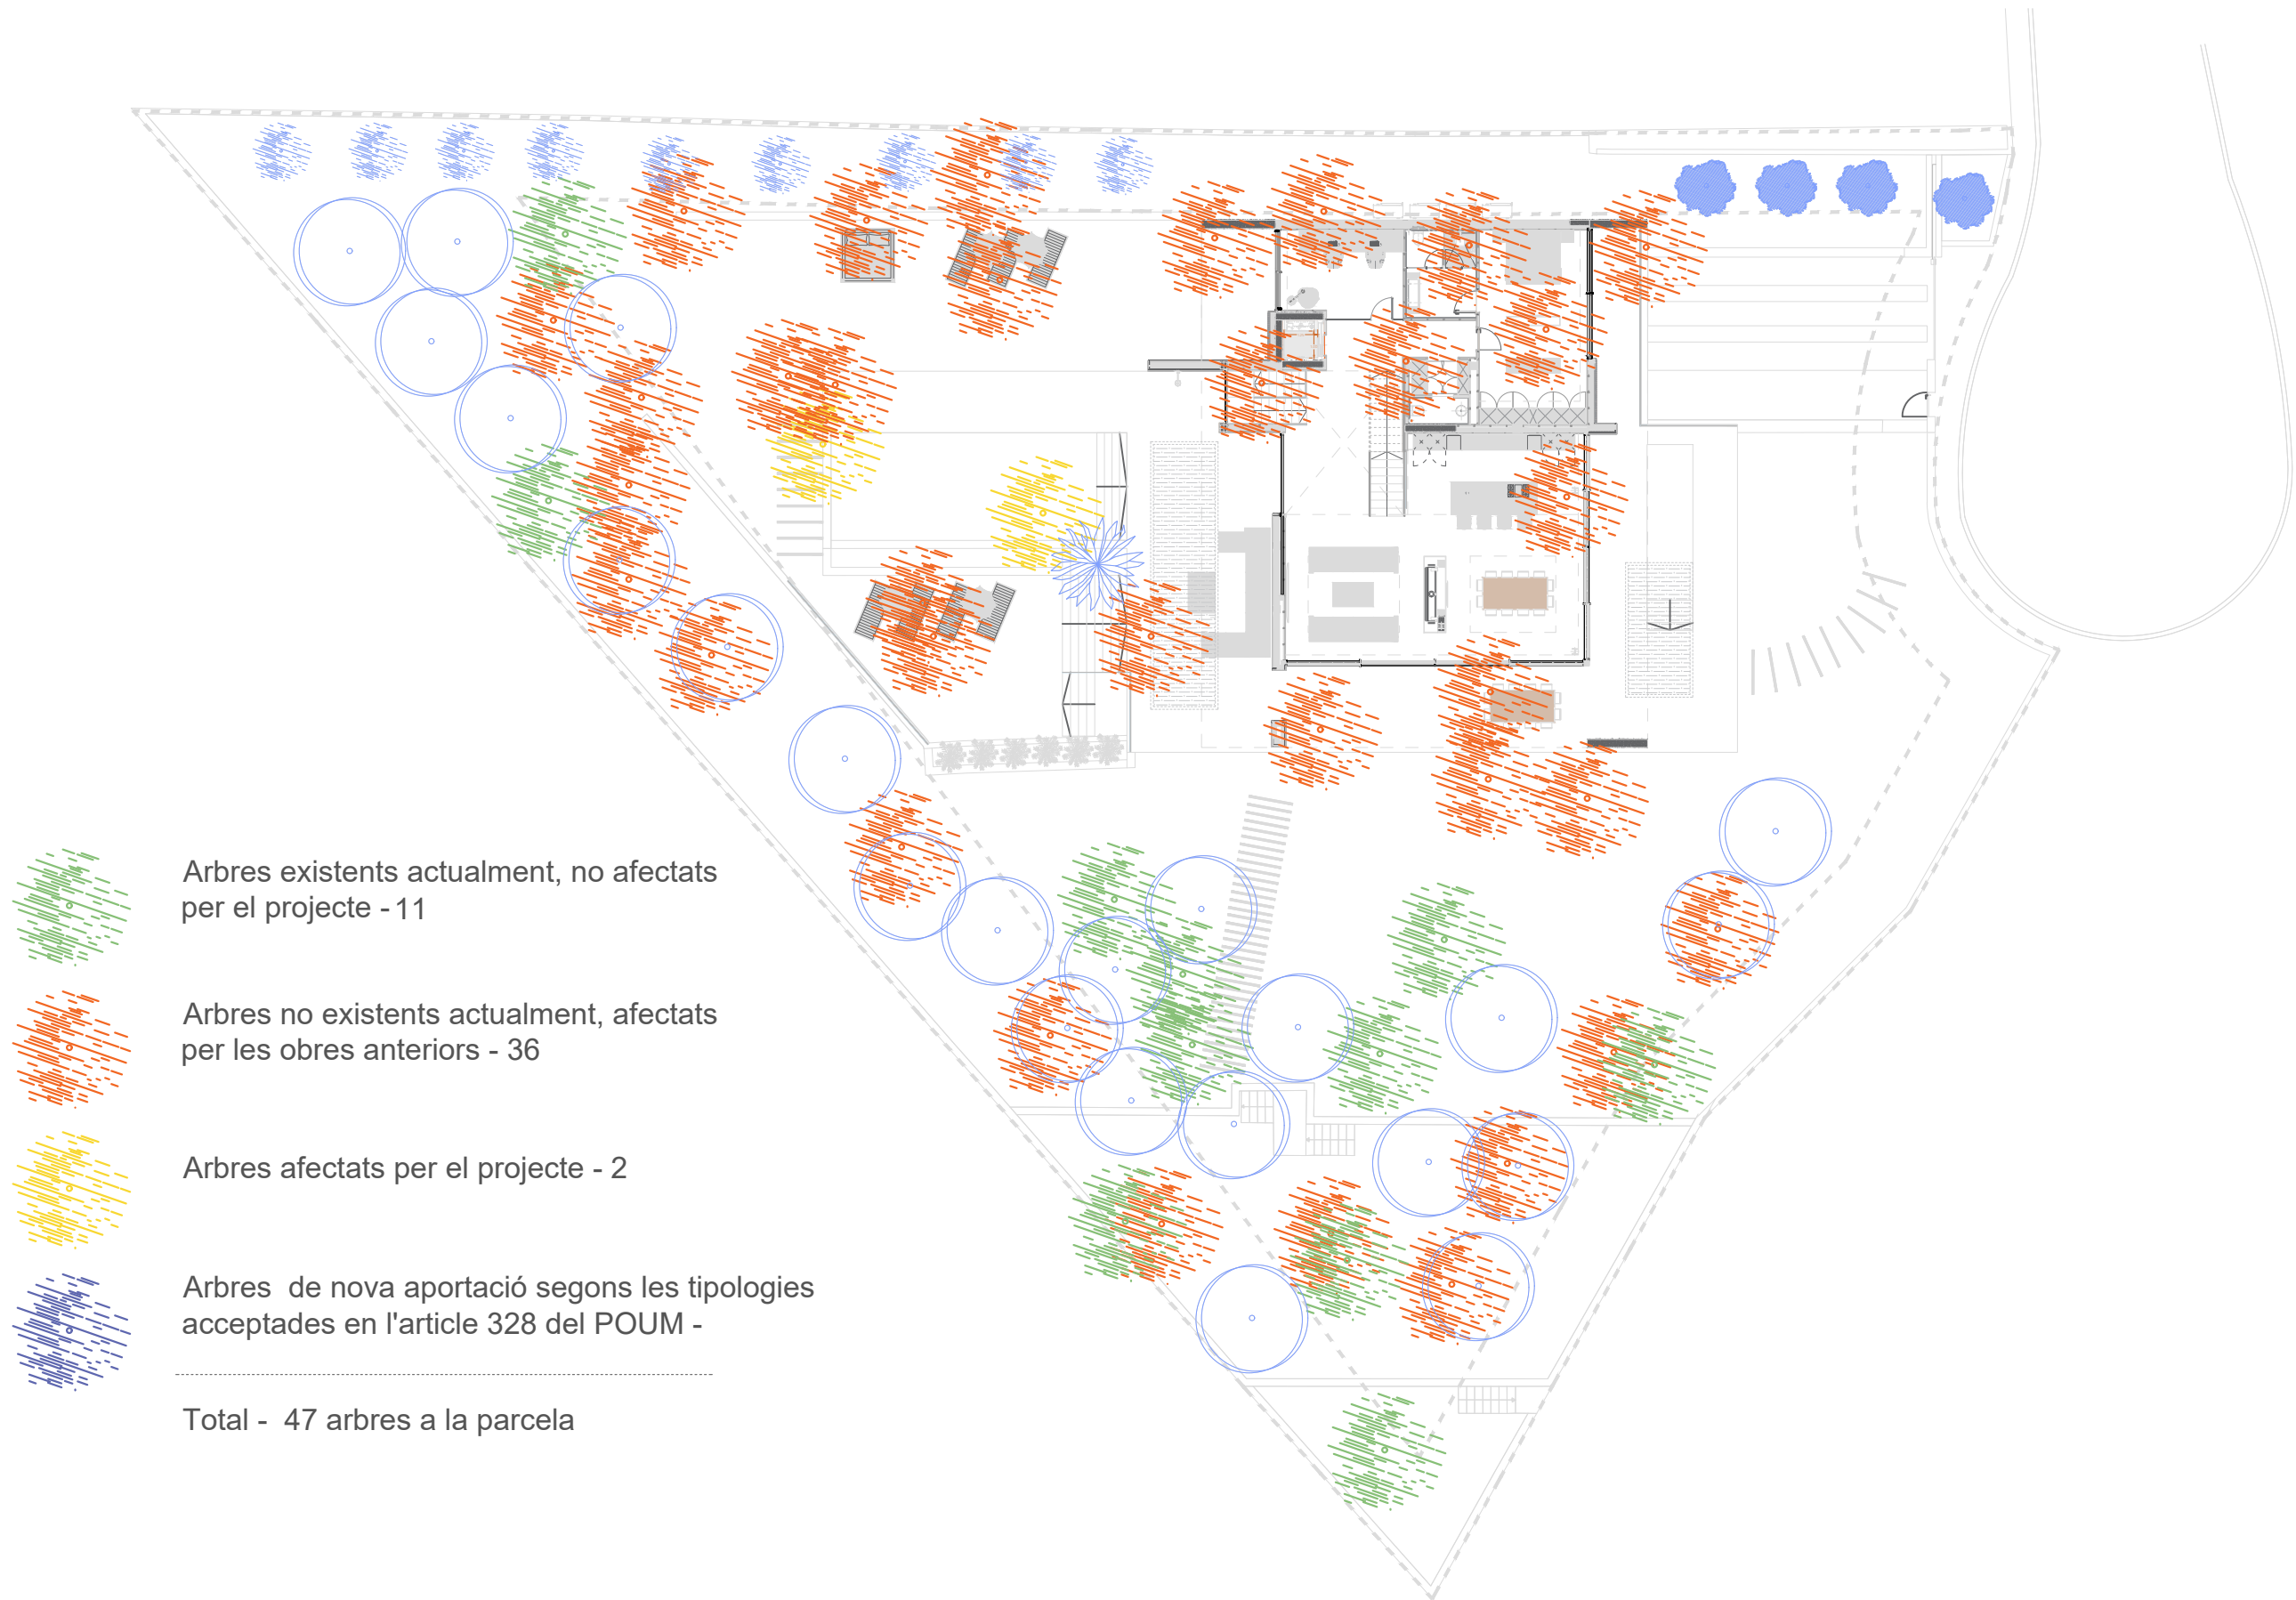 Arbres existents actualment, no afectats
per el projecte - 11
Arbres no existents actualment, afectats
per les obres anteriors - 36
Arbres afectats per el projecte - 2
Arbres  de nova aportació segons les tipologies
acceptades en l'article 328 del POUM -
Total -  47 arbres a la parcela